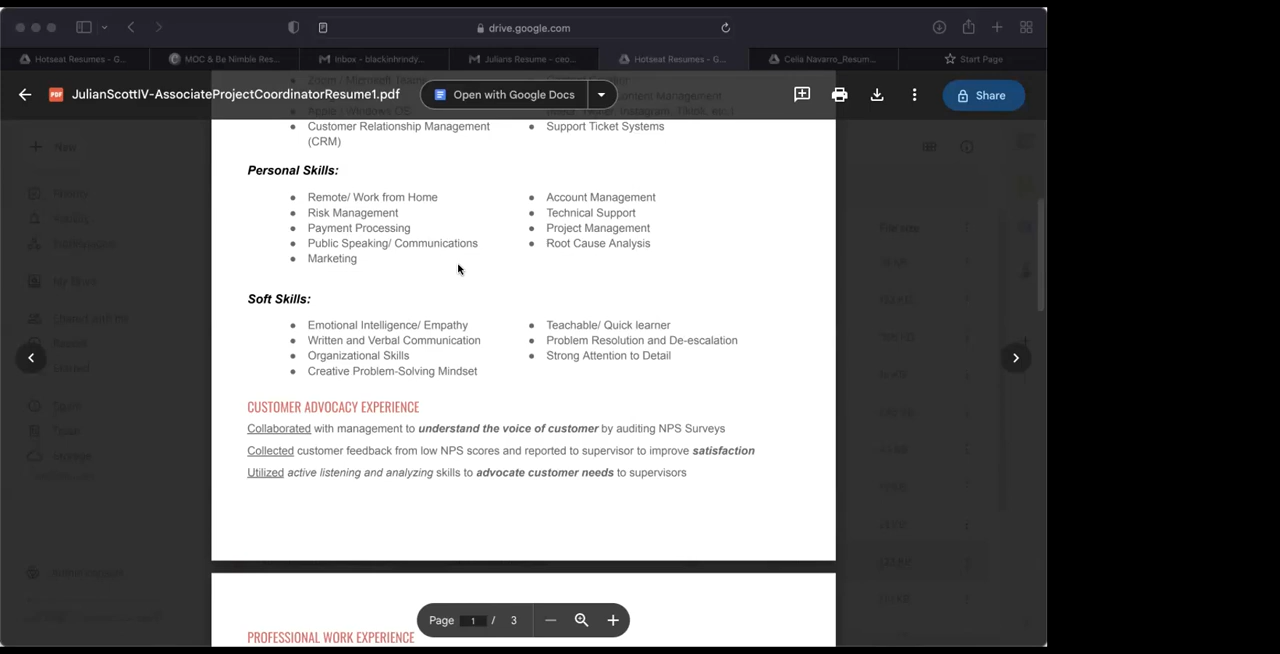 drive.google.com
Hotseat Resumes - G...
MOC & Be Nimble Res...
Inbox - blackinhrindy...
Julians Resume - ceo...
Hotseat Resumes - G...
Celia Navarro_Resum...
Start Page
JulianScottIV-AssociateProjectCoordinatorResume1.pdf
Open with Google Docs
Share
New
Customer Relationship Management
(CRM)
Support Ticket Systems
Personal Skills:
Remote/ Work from Home
Risk Management
Payment Processing
Public Speaking/ Communications
Marketing
Account Management
Technical Support
Project Management
Root Cause Analysis
Soft Skills:
Emotional Intelligence/ Empathy
Written and Verbal Communication
Organizational Skills
Creative Problem-Solving Mindset
Teachable/ Quick learner
Problem Resolution and De-escalation
Strong Attention to Detail
CUSTOMER ADVOCACY EXPERIENCE
Collaborated with management to understand the voice of customer by auditing NPS Surveys
Collected customer feedback from low NPS scores and reported to supervisor to improve satisfaction
Utilized active listening and analyzing skills to advocate customer needs to supervisors
Page 1 / 3
PROFESSIONAL WORK EXPERIENCE